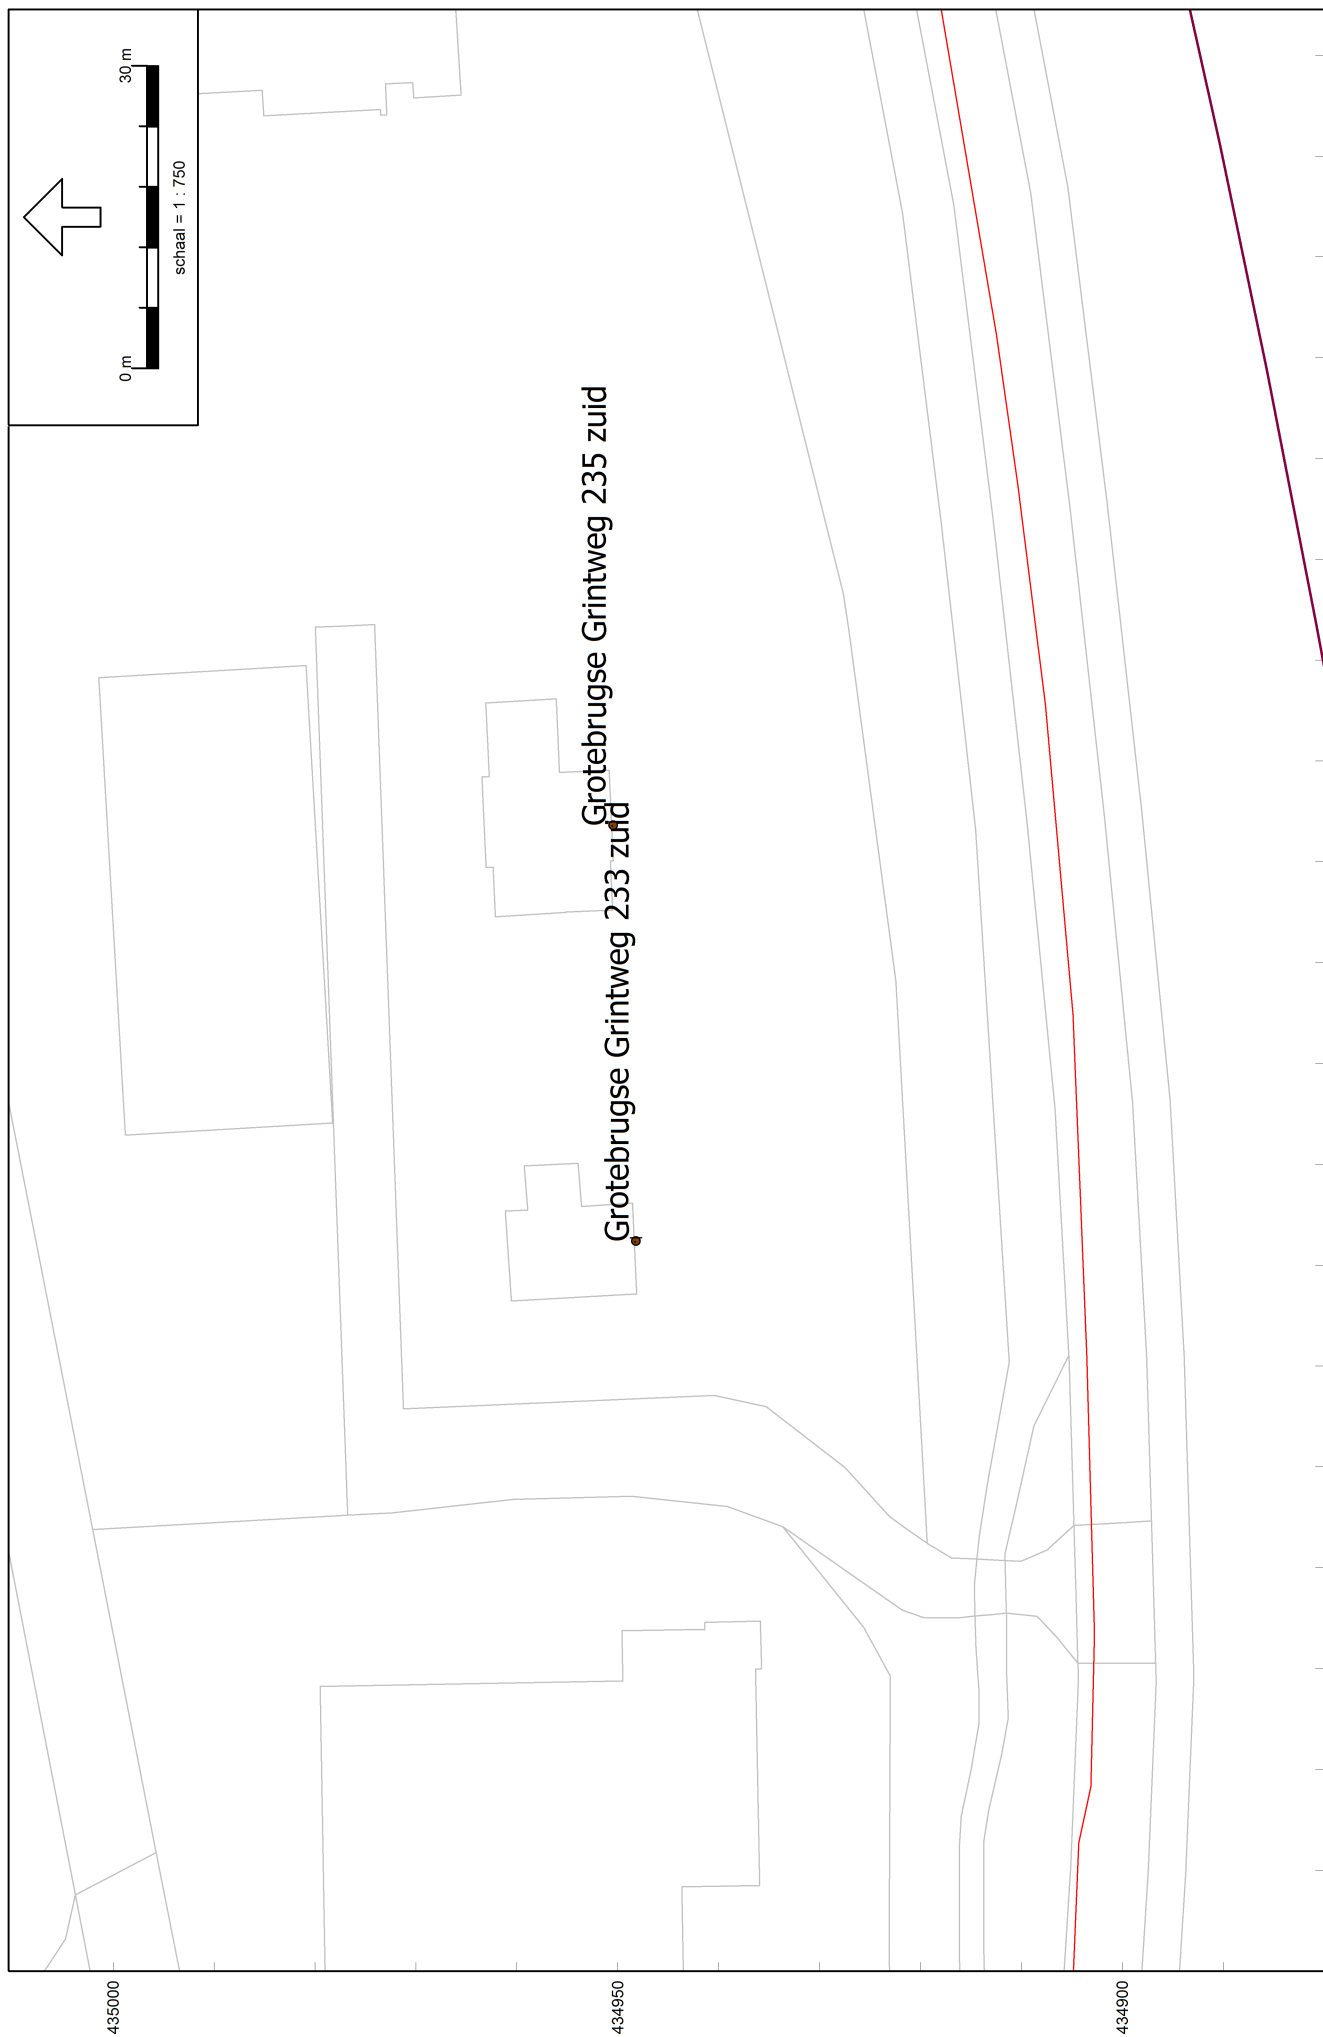 0 m
30 m
schaal = 1 : 750
Grotebrugse Grintweg 235 zuid
Grotebrugse Grintweg 233 zuid
435000
434950
434900